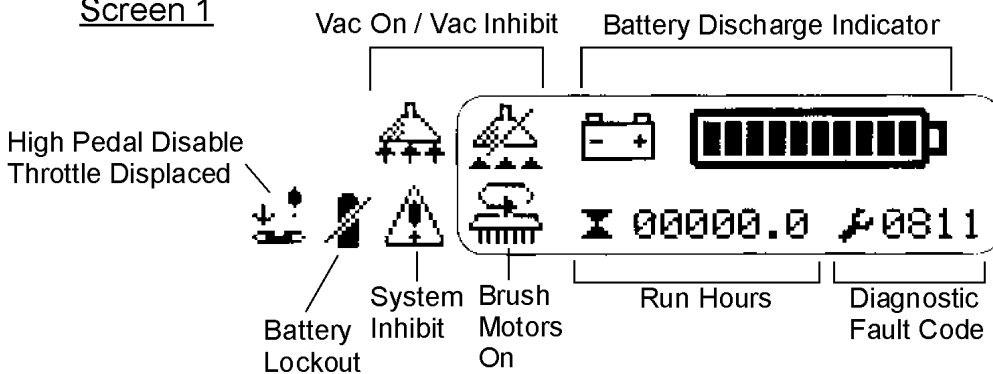 Screen 1
Vac On / Vac Inhibit
Battery Discharge Indicator
High Pedal Disable
Throttle Displaced
00000.0
0811
System
Inhibit
Brush
Motors
On
Run Hours
Diagnostic
Fault Code
Battery
Lockout